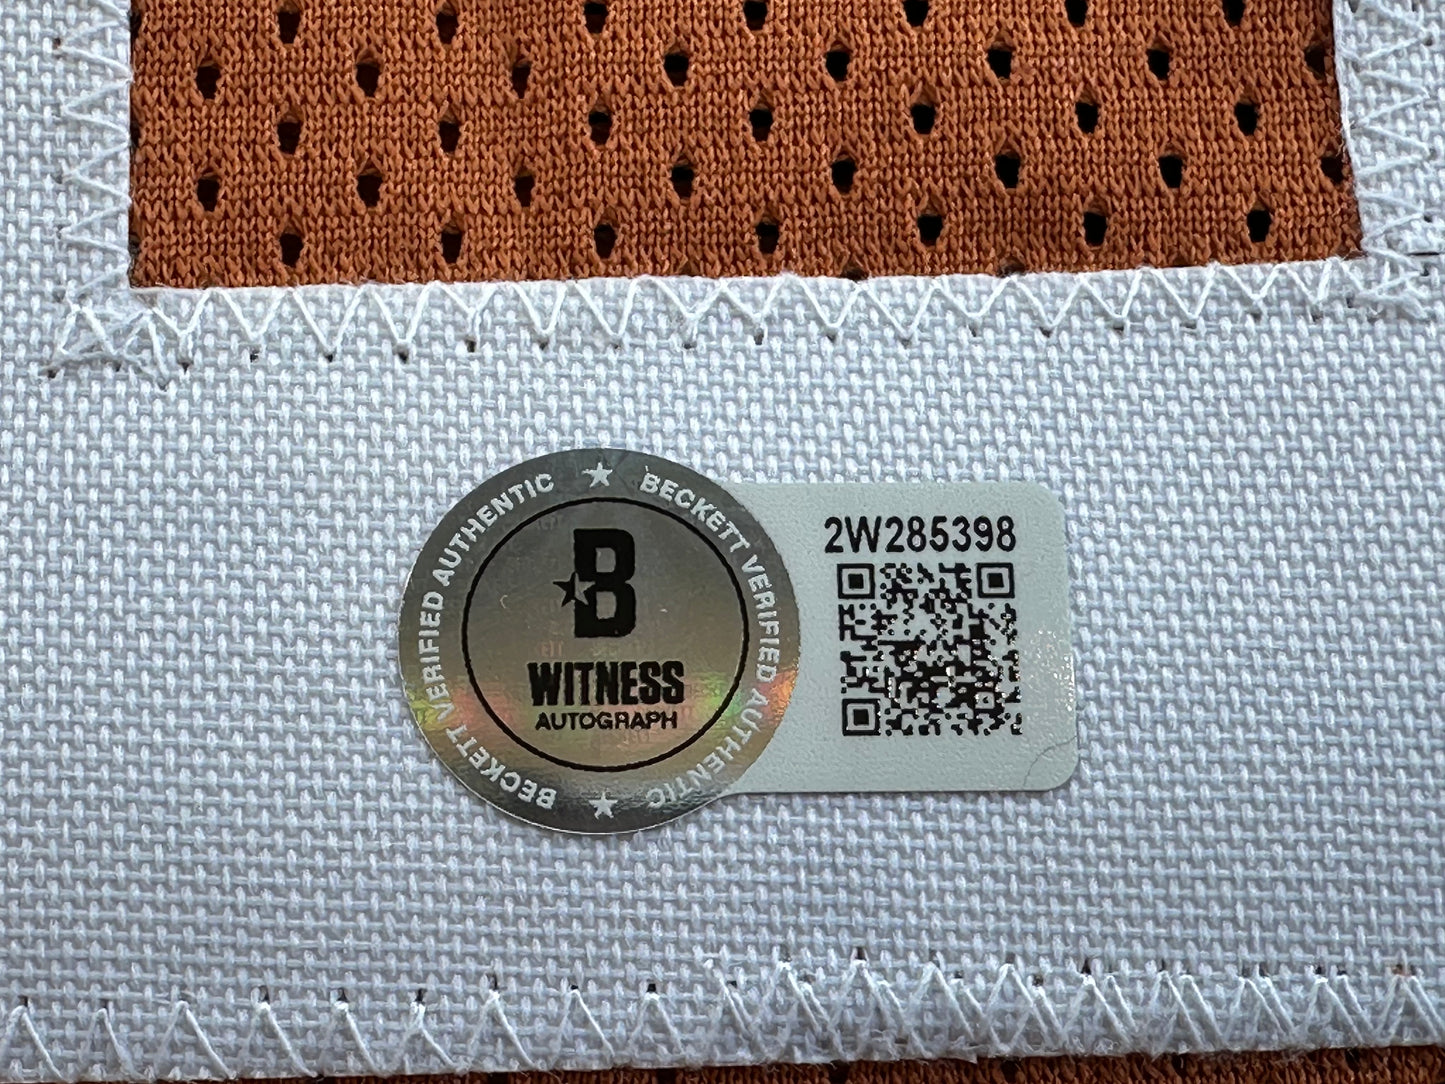 ★ BECKETT VERIFIED AUTHENTIC ★ BECKETT VERIFIED AUTHENTIC
B
WITNESS
AUTOGRAPH
2W285398